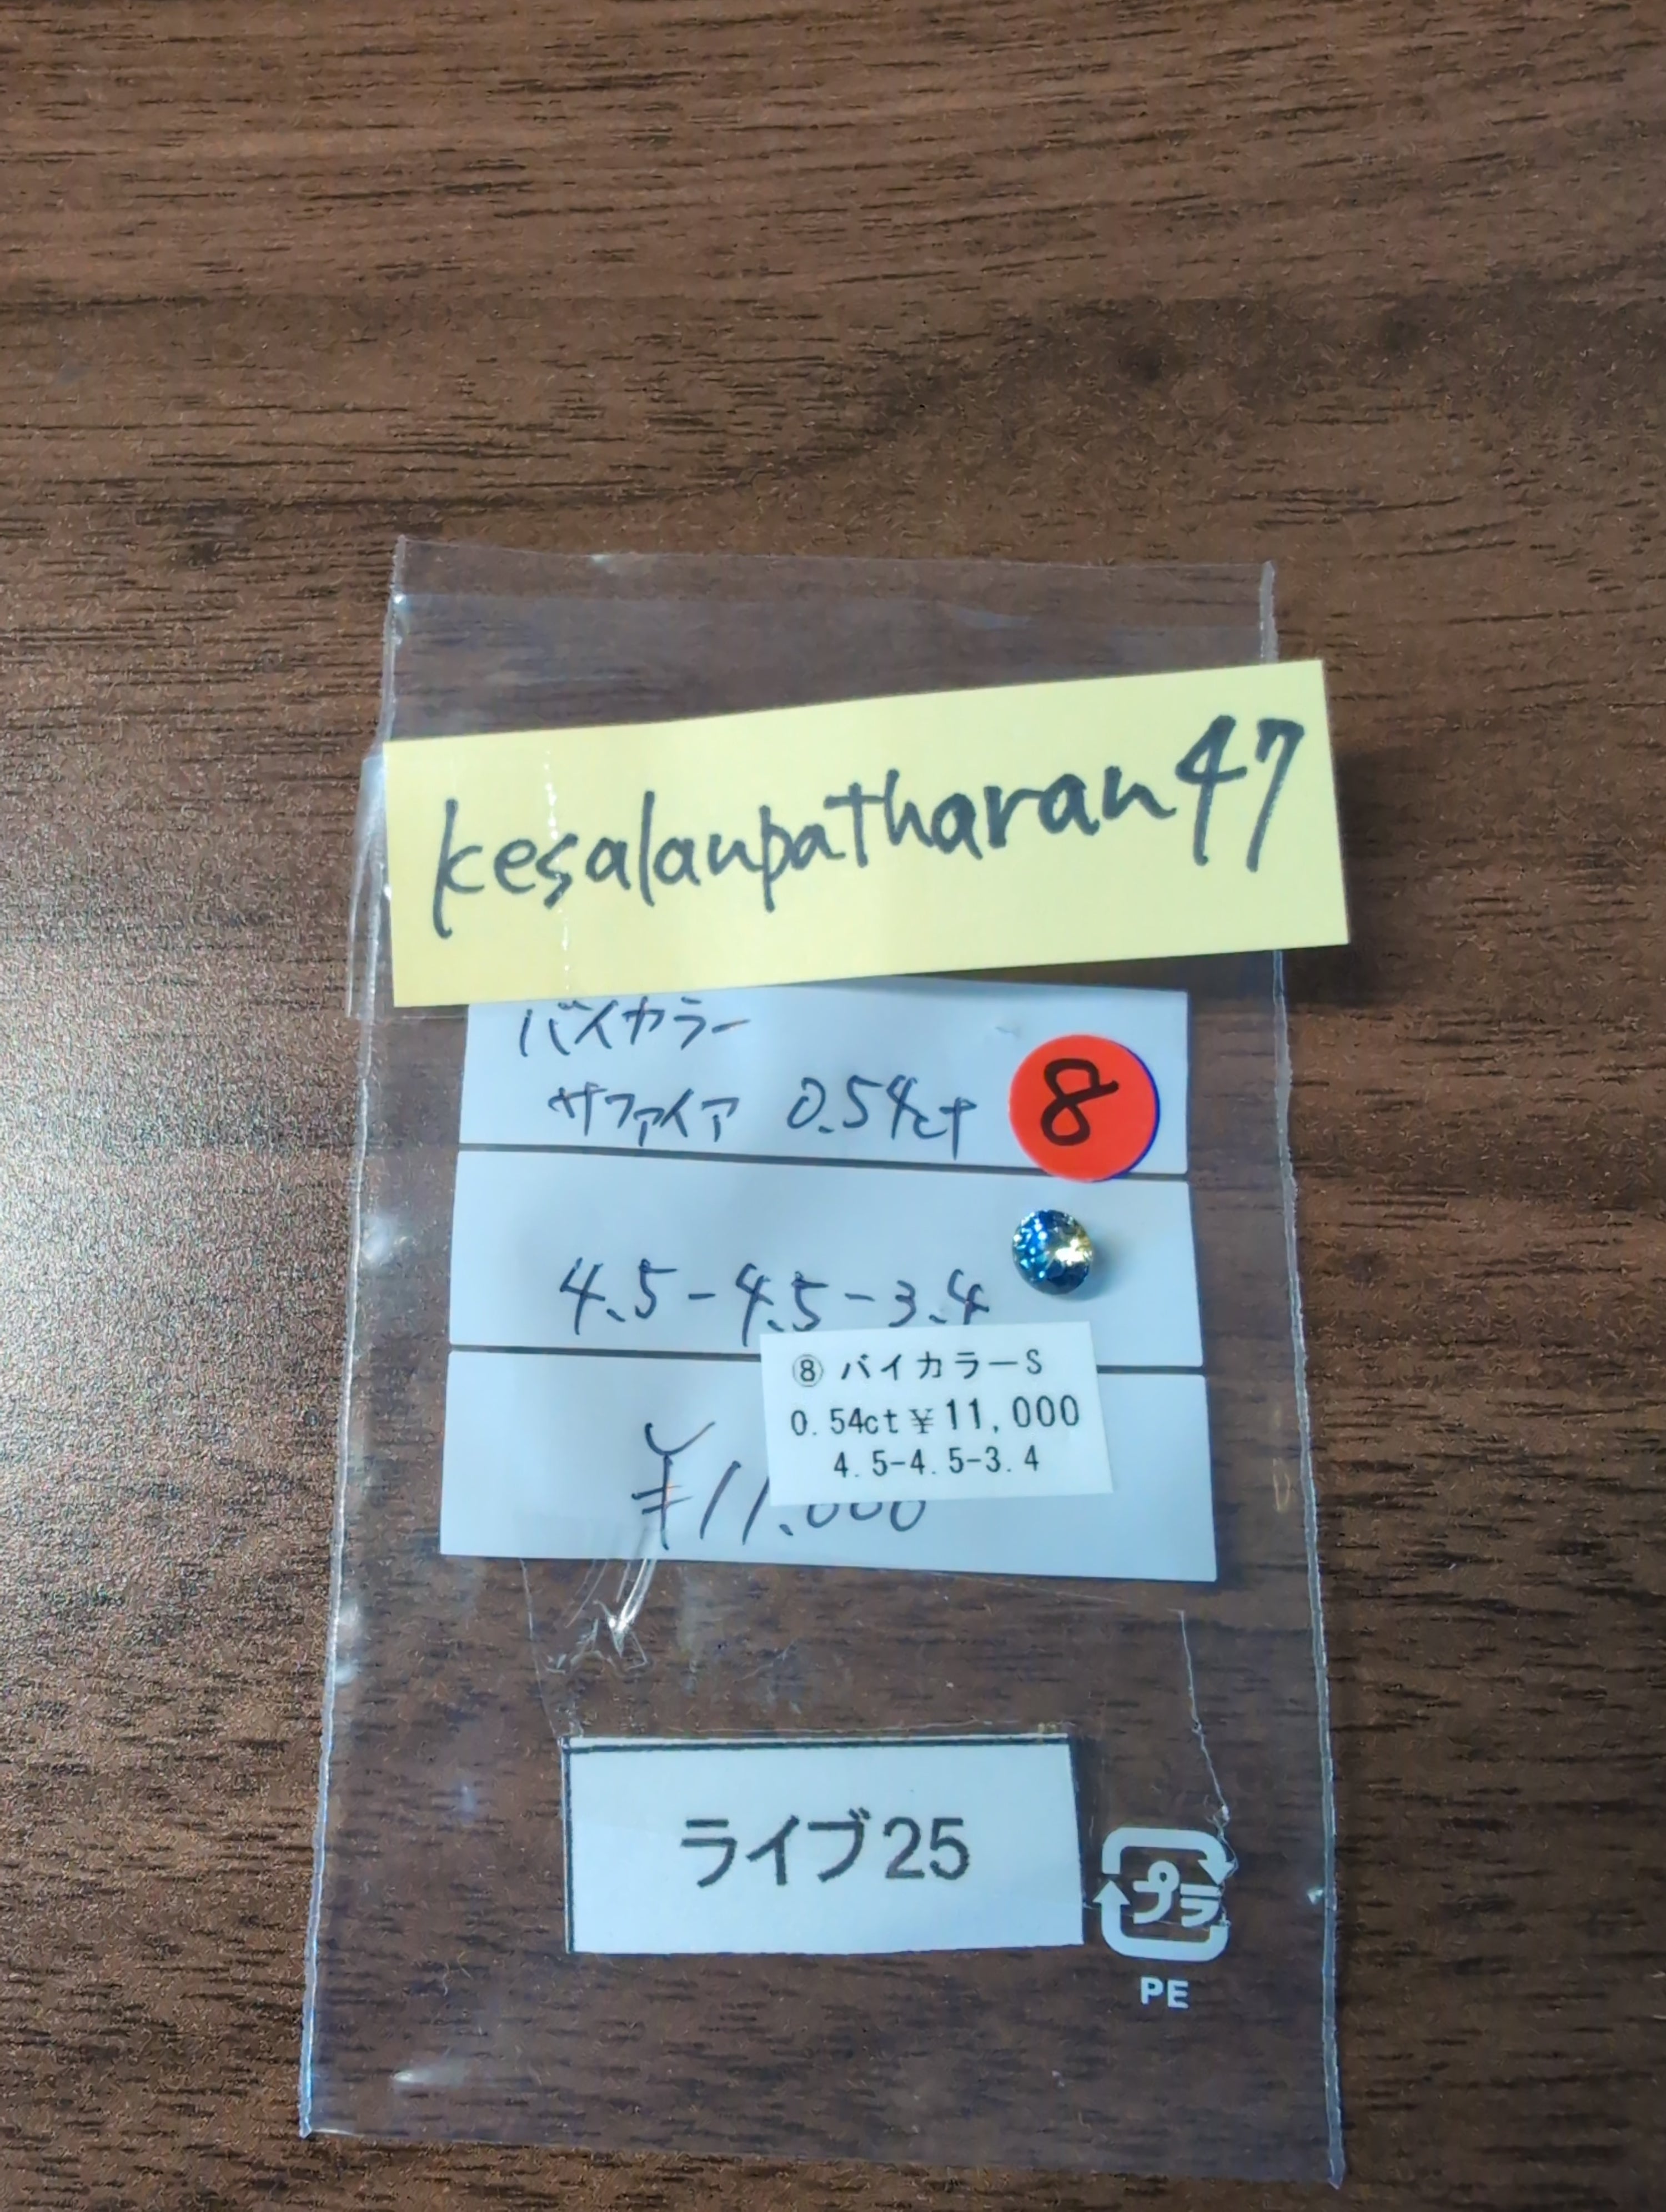 kesalanpatharan47
バイカラー
サファイア 0.54ct
8
4.5-4.5-3.4
⑧バイカラーS
0.54ct¥11,000
4.5-4.5-3.4
¥11.000
ライブ25
プラ
PE